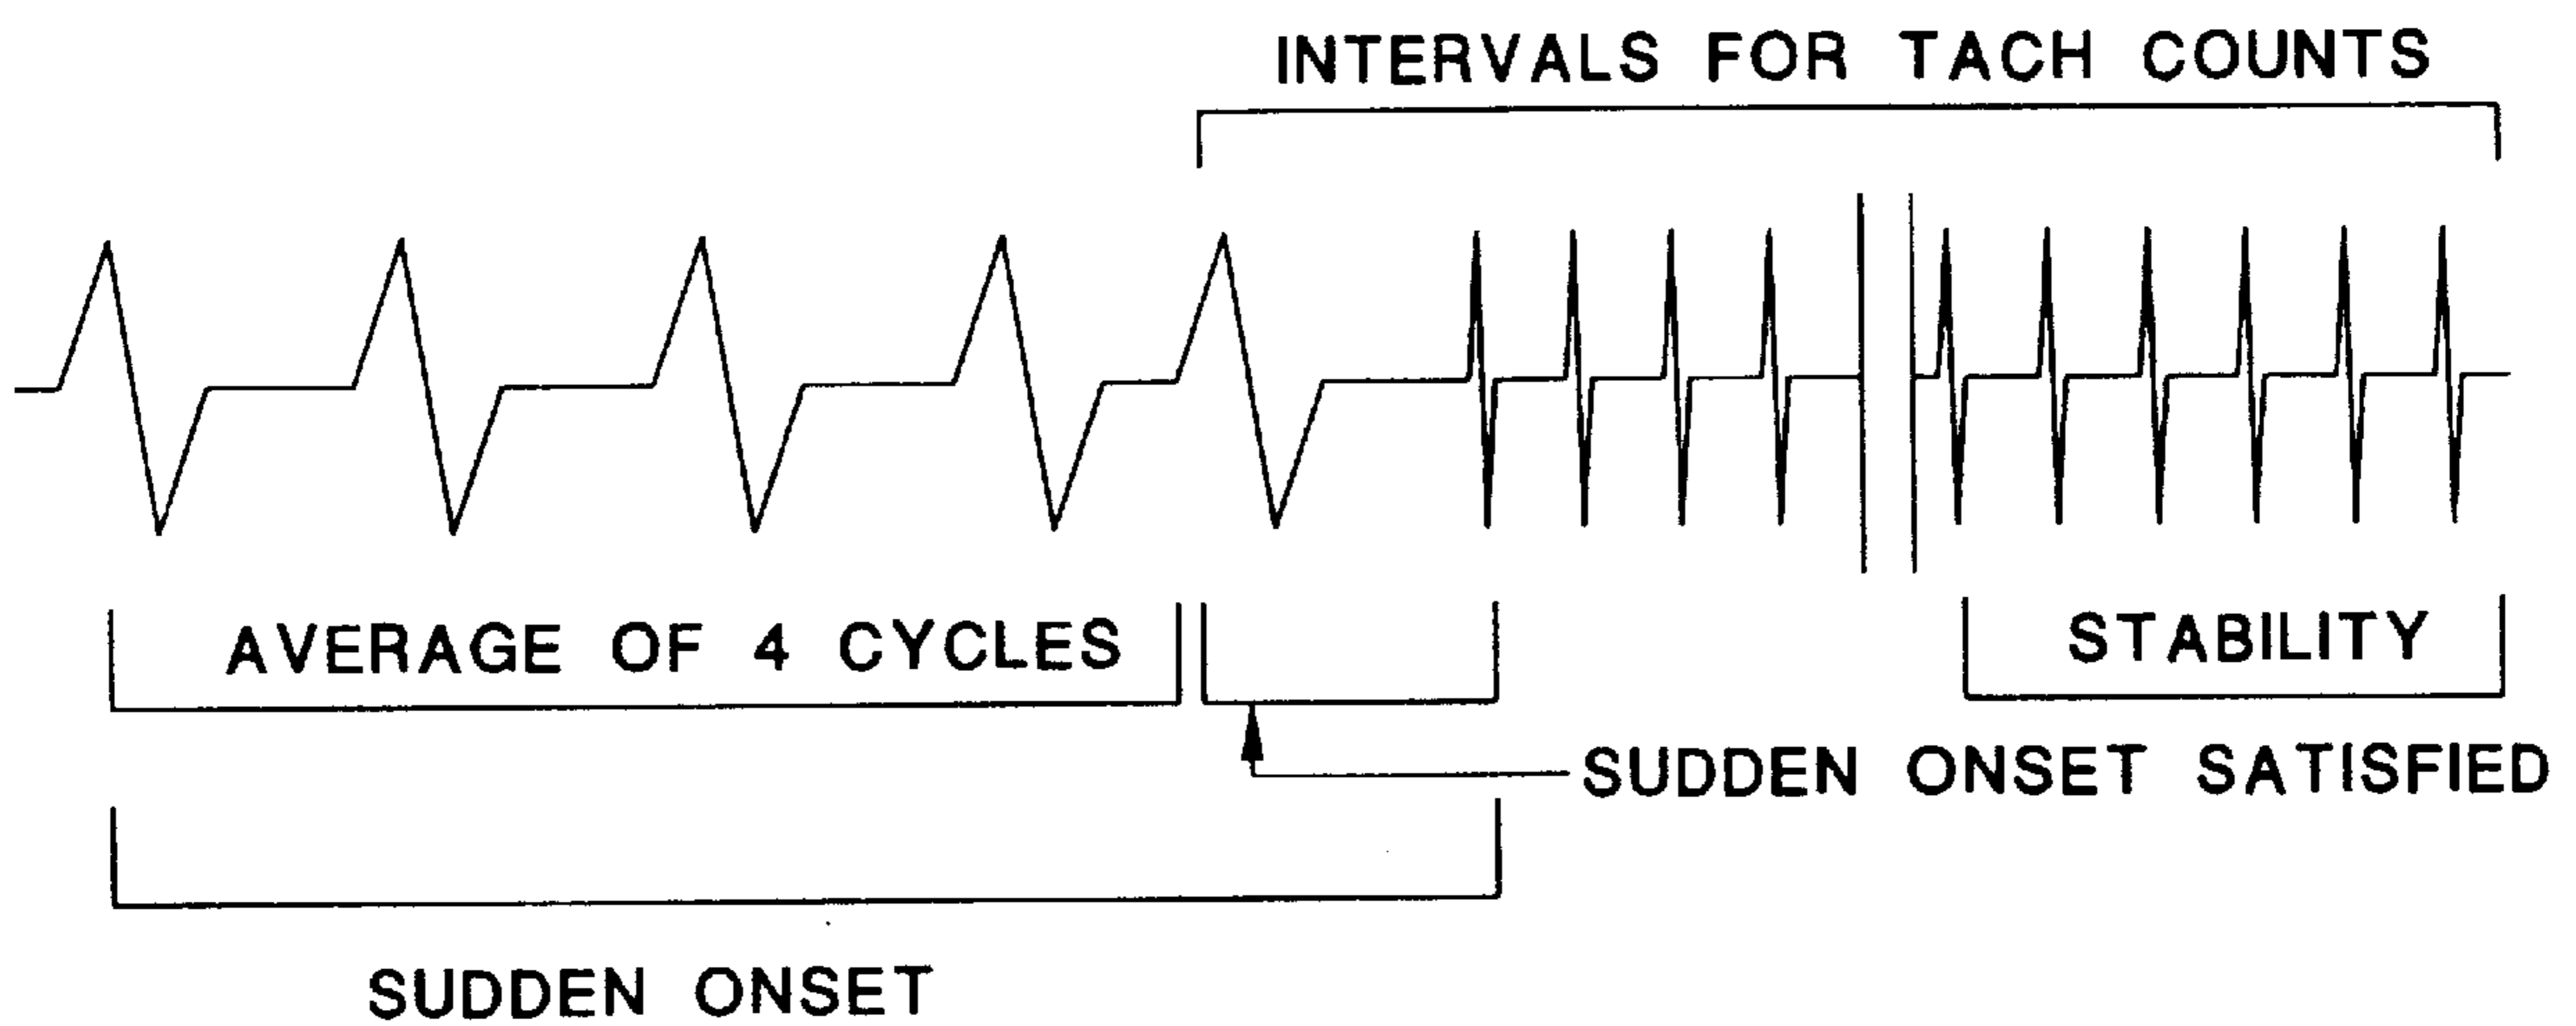 INTERVALS FOR TACH COUNTS
AVERAGE OF 4 CYCLES
STABILITY
SUDDEN ONSET SATISFIED
SUDDEN ONSET